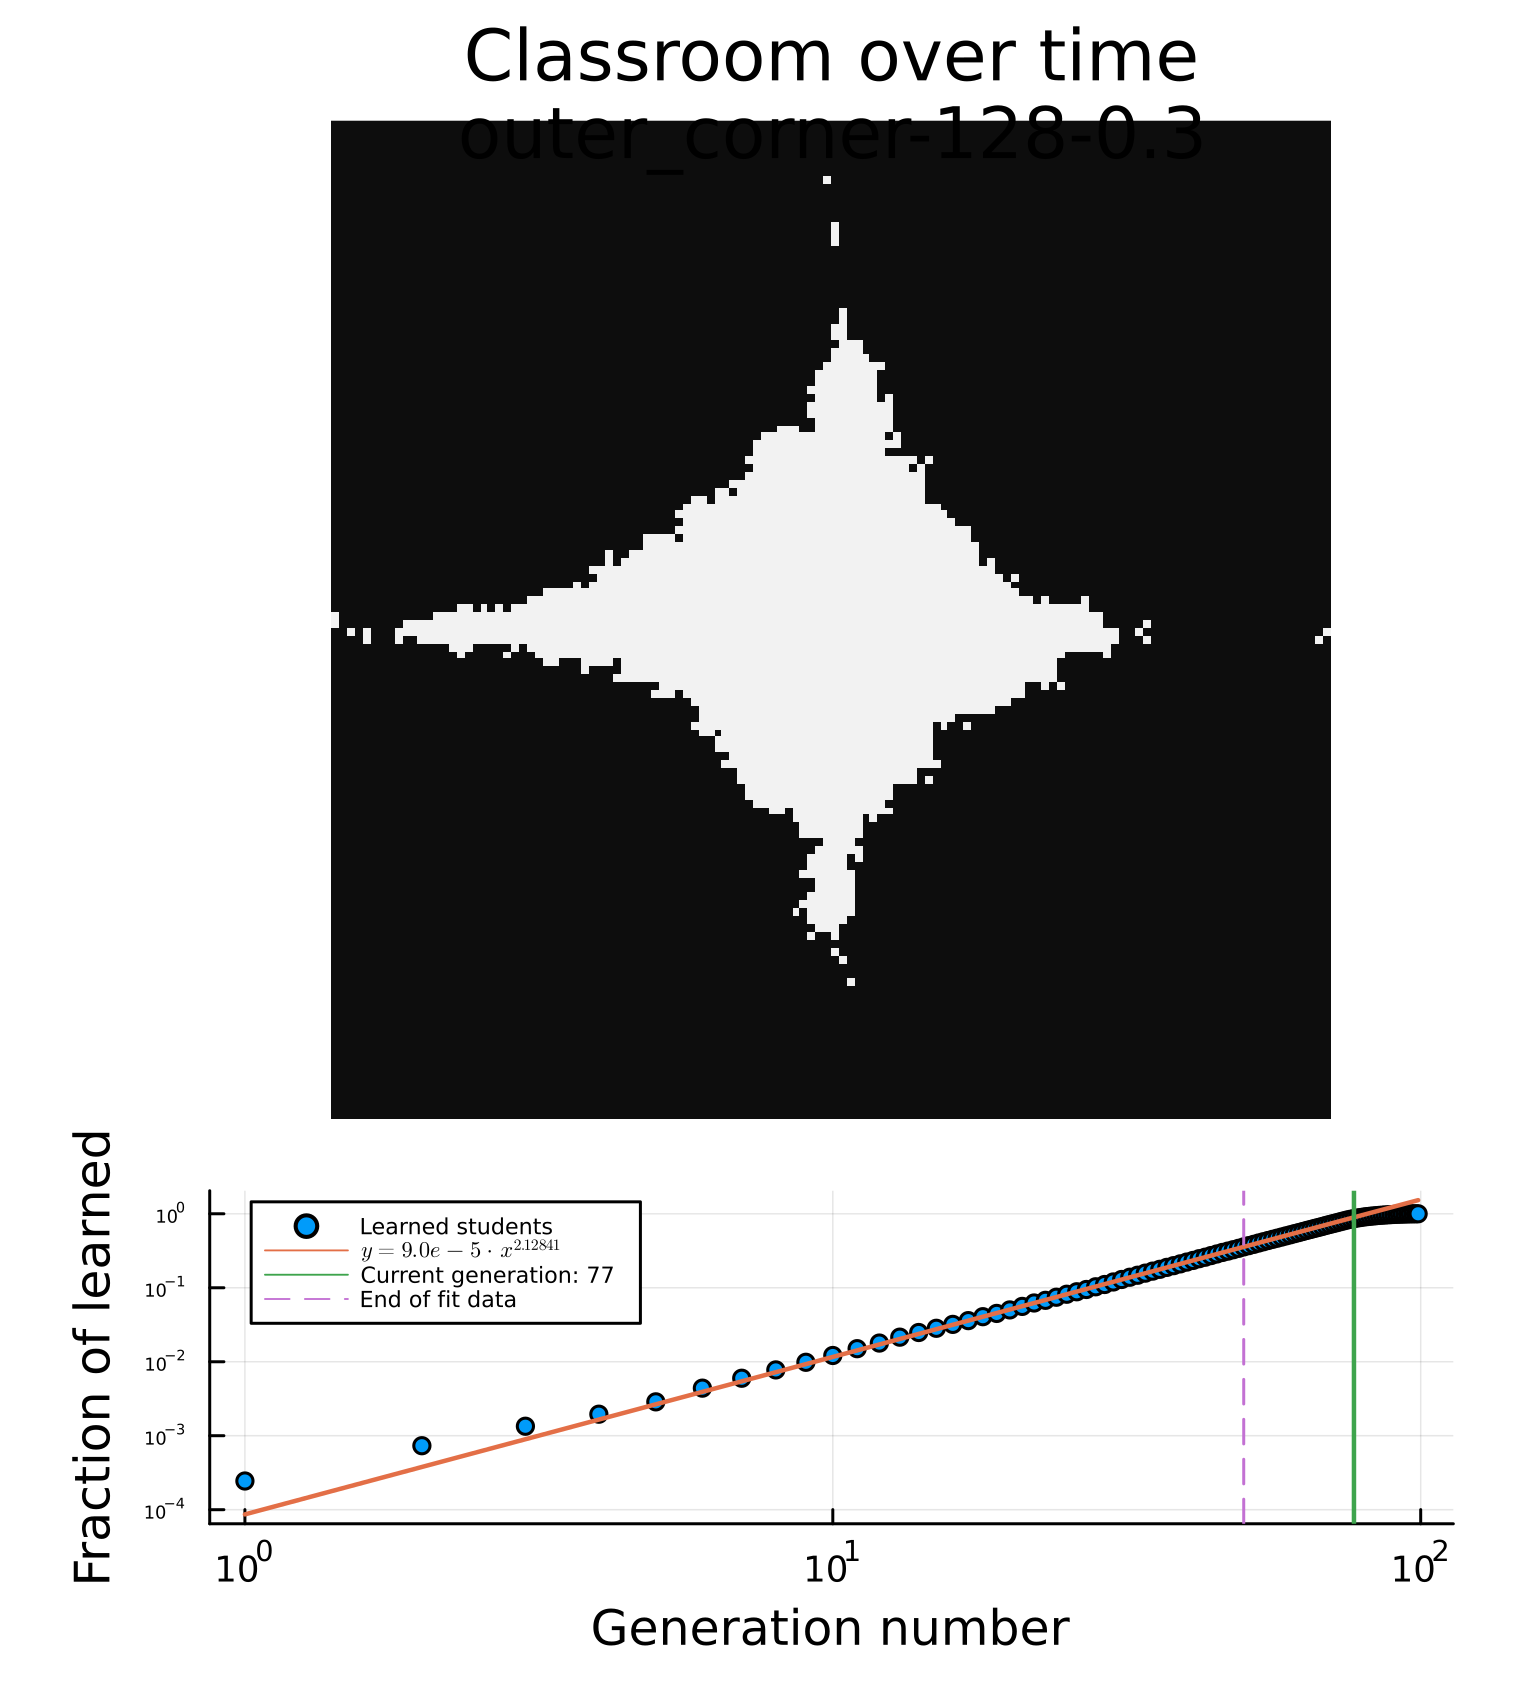 Classroom over time
outer_corner-128-0.3
Fraction of learned
10^0
10^−1
10^−2
10^−3
10^−4
Learned students
y = 9.0e − 5 · x^2.12841
Current generation: 77
End of fit data
10^0
10^1
10^2
Generation number